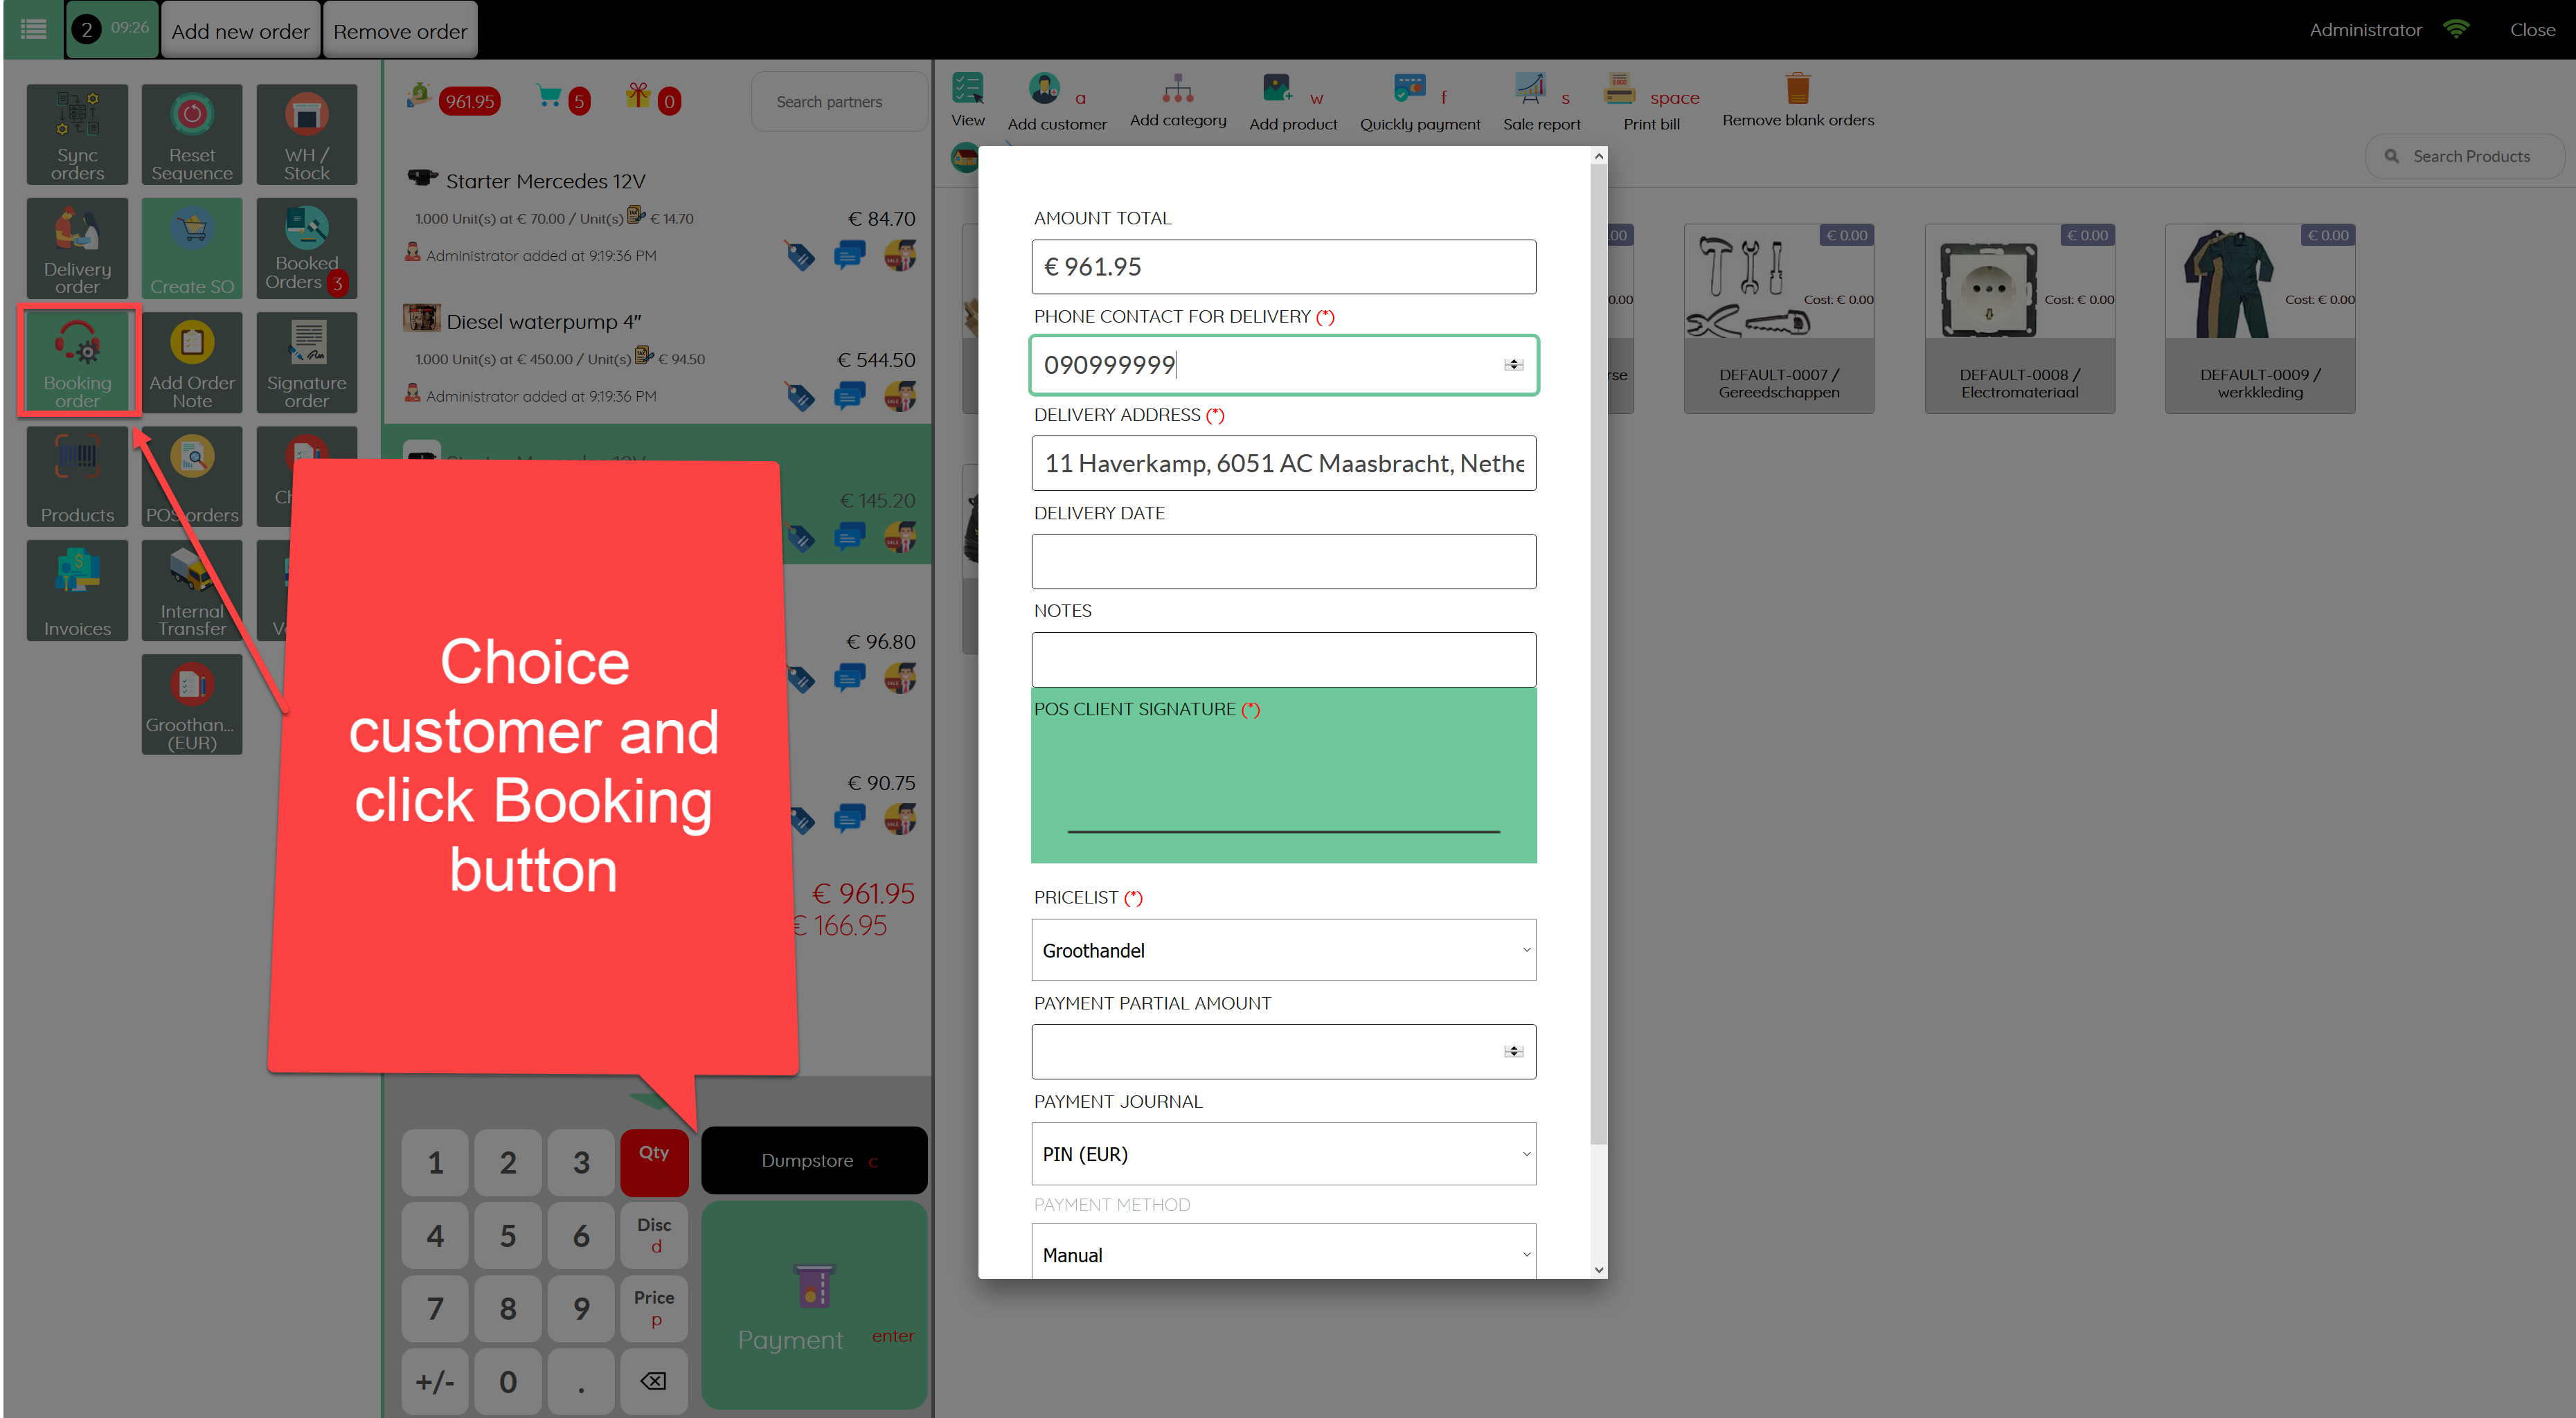 2 09:26 Add new order Remove order Administrator Close
Sync orders
Reset Sequence
WH / Stock
Delivery order
Create SO
Booked Orders 3
Booking order
Add Order Note
Signature order
Products
POS orders
Invoices
Internal Transfer
Groothan... (EUR)
961.95 5 0 Search partners
Starter Mercedes 12V
1.000 Unit(s) at € 70.00 / Unit(s) € 14.70
€ 84.70
Administrator added at 9:19:36 PM
Diesel waterpump 4"
1.000 Unit(s) at € 450.00 / Unit(s) € 94.50
€ 544.50
Administrator added at 9:19:36 PM
€ 145.20
€ 96.80
€ 90.75
€ 961.95
€ 166.95
Choice
customer and
click Booking
button
1 2 3 Qty
4 5 6 Disc d
7 8 9 Price p
+/- 0 .
Dumpstore c
Payment enter
View
Add customer a
Add category
Add product w
Quickly payment f
Sale report s
Print bill space
Remove blank orders
Search Products
AMOUNT TOTAL
€ 961.95
PHONE CONTACT FOR DELIVERY (*)
090999999
DELIVERY ADDRESS (*)
11 Haverkamp, 6051 AC Maasbracht, Nethe
DELIVERY DATE
NOTES
POS CLIENT SIGNATURE (*)
PRICELIST (*)
Groothandel
PAYMENT PARTIAL AMOUNT
PAYMENT JOURNAL
PIN (EUR)
PAYMENT METHOD
Manual
€ 0.00
Cost: € 0.00
DEFAULT-0007 /
Gereedschappen
€ 0.00
Cost: € 0.00
DEFAULT-0008 /
Electromateriaal
€ 0.00
Cost: € 0.00
DEFAULT-0009 /
werkkleding